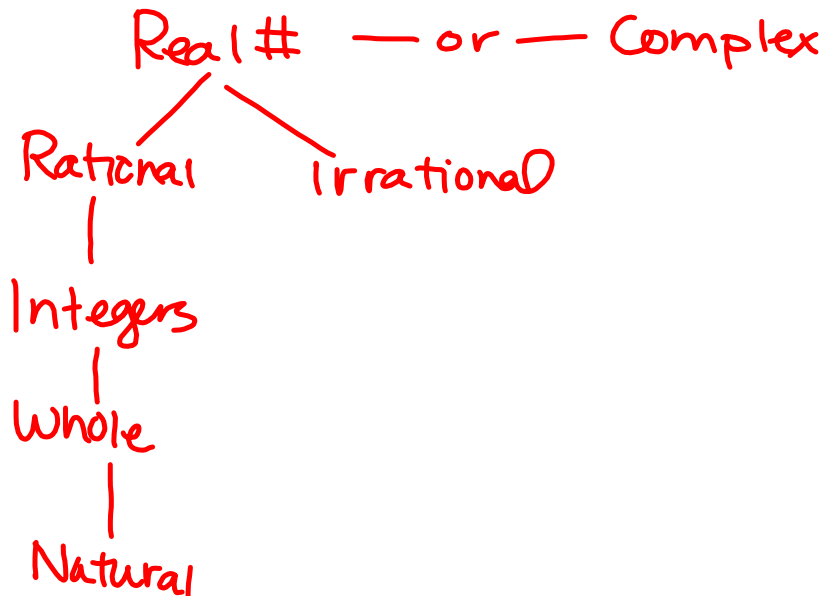 Real # — or — Complex
Rational Irrational
Integers
Whole
Natural